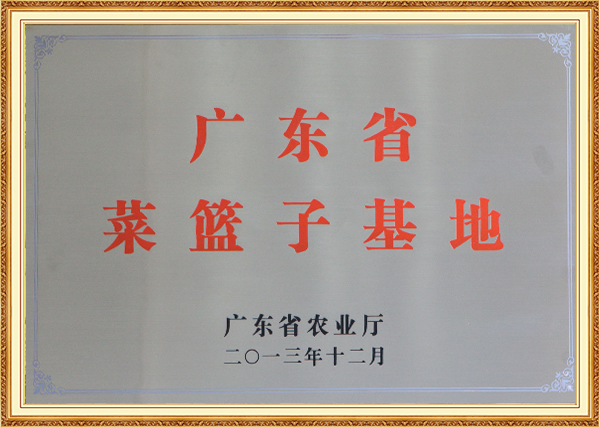 广东省
菜篮子基地
广东省农业厅
二〇一三年十二月